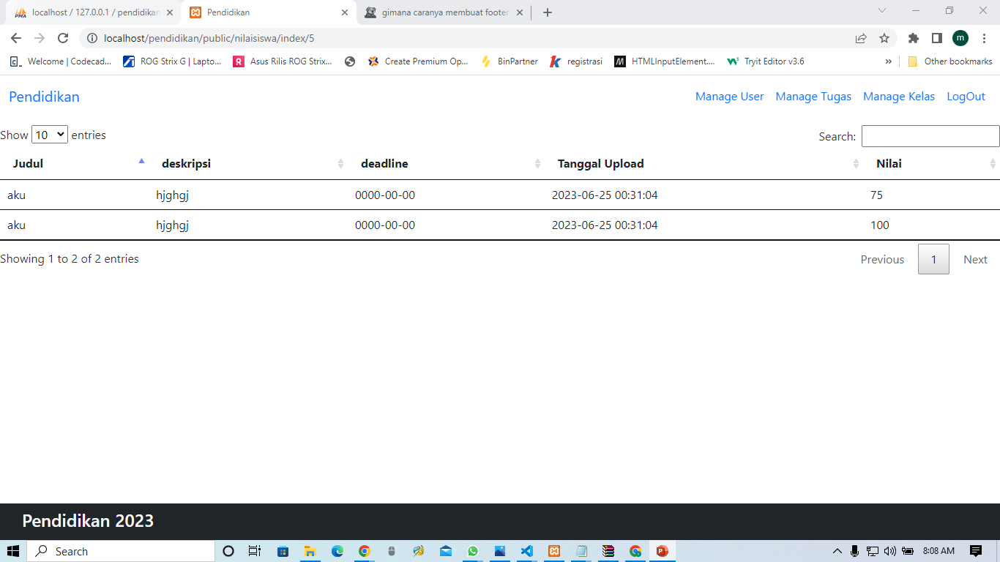 localhost / 127.0.0.1 / pendidikan
Pendidikan
gimana caranya membuat footer
localhost/pendidikan/public/nilaisiswa/index/5
m
Welcome | Codecad...
ROG Strix G | Lapto...
Asus Rilis ROG Strix...
Create Premium Op...
BinPartner
registrasi
HTMLInputElement....
Tryit Editor v3.6
»
Other bookmarks
Pendidikan
Manage User
Manage Tugas
Manage Kelas
LogOut
Show 10 entries
Search:
Judul deskripsi deadline Tanggal Upload Nilai
aku hjghgj 0000-00-00 2023-06-25 00:31:04 75
aku hjghgj 0000-00-00 2023-06-25 00:31:04 100
Showing 1 to 2 of 2 entries
Previous 1 Next
Pendidikan 2023
Search
8:08 AM